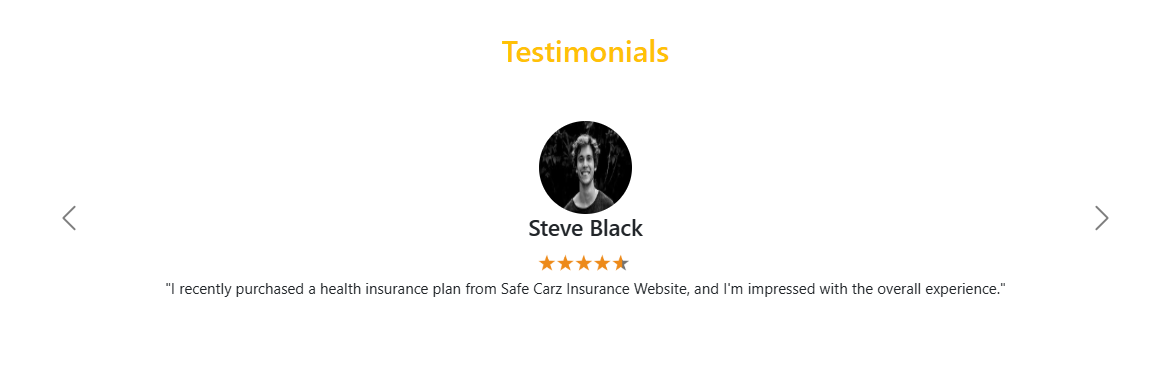 Testimonials
Steve Black
"I recently purchased a health insurance plan from Safe Carz Insurance Website, and I'm impressed with the overall experience."